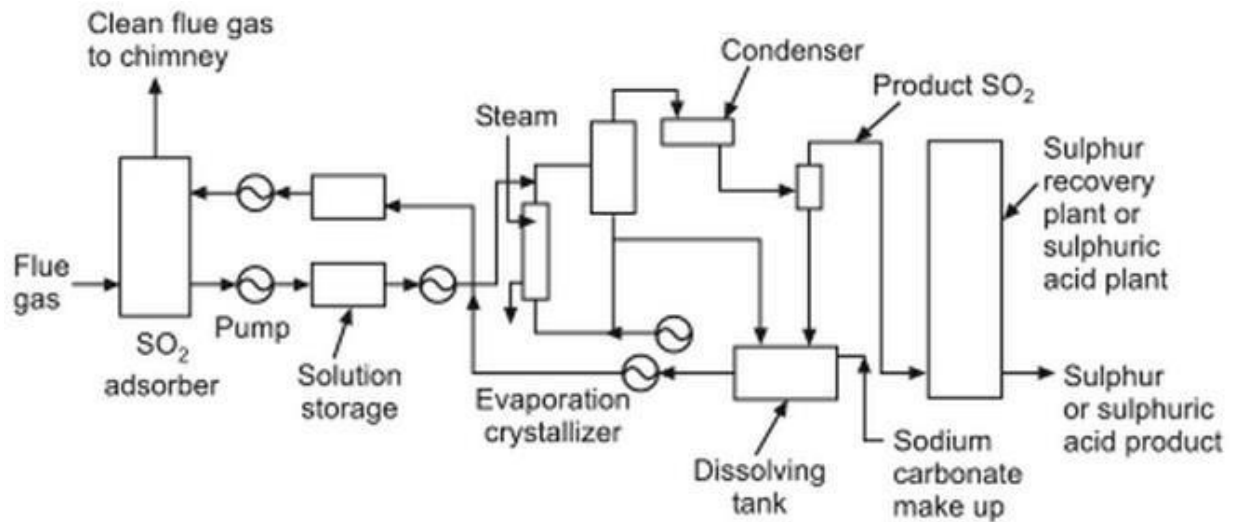 Clean flue gas
to chimney
Condenser
Product SO₂
Steam
Sulphur
recovery
plant or
sulphuric
acid plant
Flue
gas
Pump
SO₂
adsorber
Solution
storage
Evaporation
crystallizer
Dissolving
tank
Sodium
carbonate
make up
Sulphur
or sulphuric
acid product